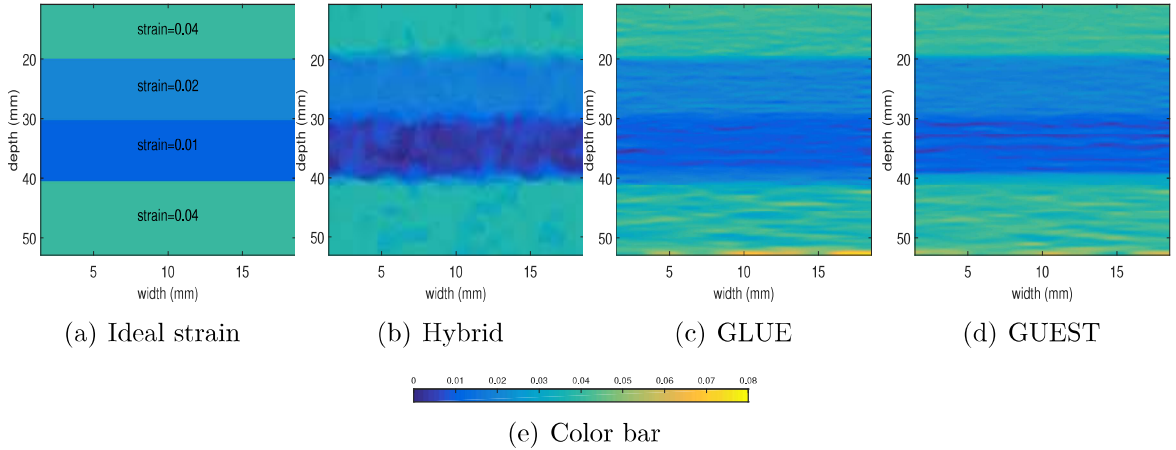 strain=0.04
strain=0.02
strain=0.01
strain=0.04
20
30
40
50
depth (mm)
5
10
15
width (mm)
20
30
40
50
depth (mm)
5
10
15
width (mm)
20
30
40
50
depth (mm)
5
10
15
width (mm)
20
30
40
50
depth (mm)
5
10
15
width (mm)
(a) Ideal strain
(b) Hybrid
(c) GLUE
(d) GUEST
0
0.01
0.02
0.03
0.04
0.05
0.06
0.07
0.08
(e) Color bar